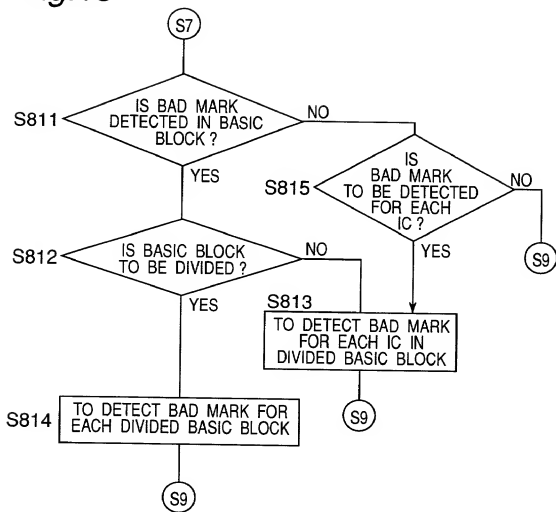 S7
S811
IS BAD MARK
DETECTED IN BASIC
BLOCK?
NO
YES
S815
IS
BAD MARK
TO BE DETECTED
FOR EACH
IC?
NO
YES
S9
S812
IS BASIC BLOCK
TO BE DIVIDED?
NO
YES
S813
TO DETECT BAD MARK
FOR EACH IC IN
DIVIDED BASIC BLOCK
S9
S814
TO DETECT BAD MARK FOR
EACH DIVIDED BASIC BLOCK
S9